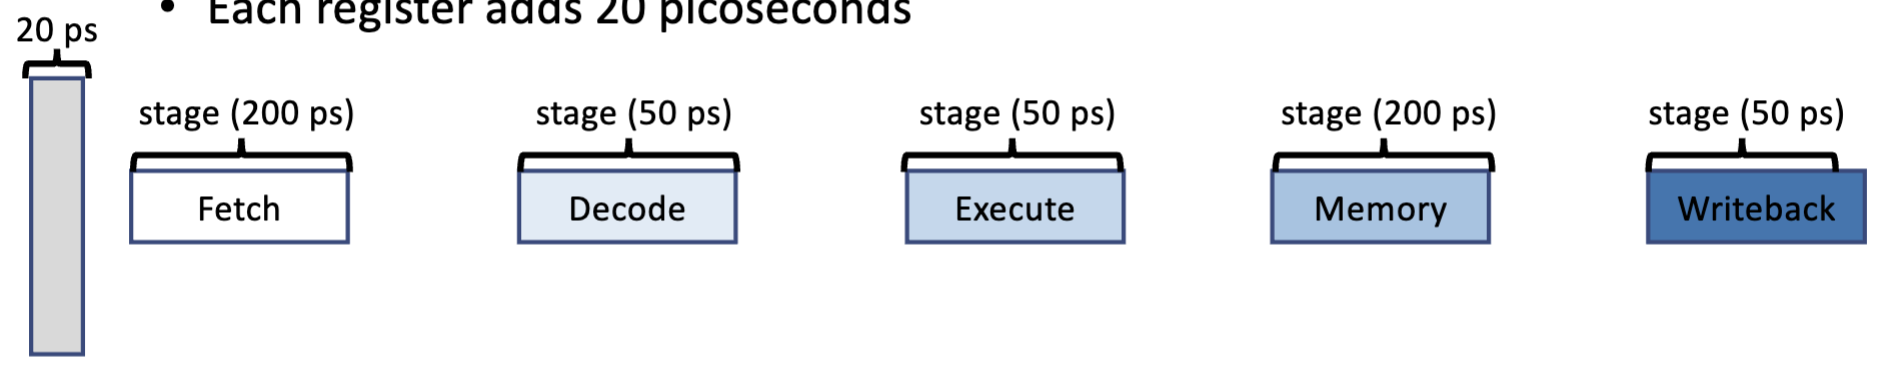 • Each register adds 20 picoseconds
20 ps
stage (200 ps) stage (50 ps) stage (50 ps) stage (200 ps) stage (50 ps)
Fetch Decode Execute Memory Writeback